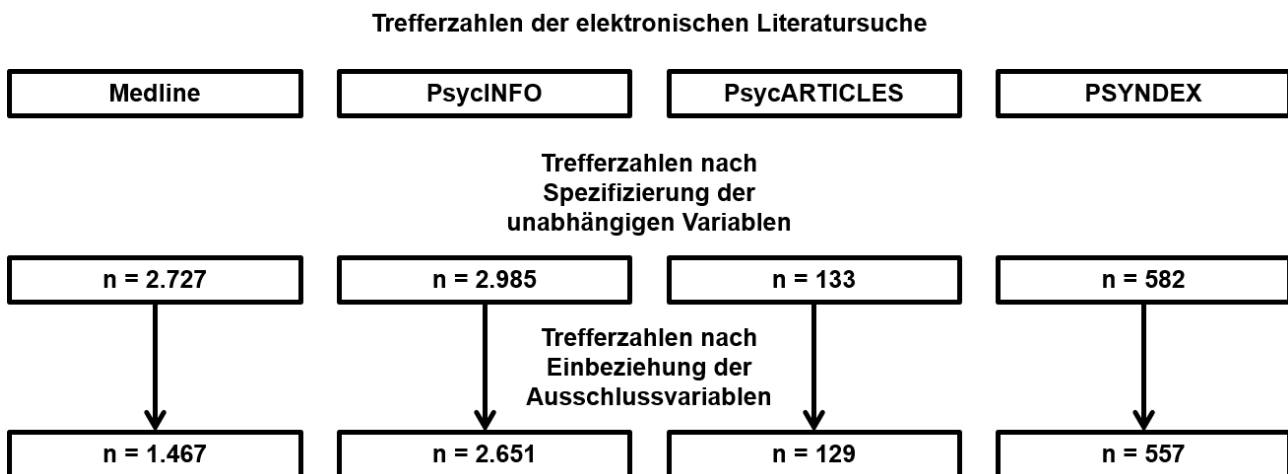 Trefferzahlen der elektronischen Literatursuche
Medline
PsycINFO
PsycARTICLES
PSYNDEX
Trefferzahlen nach
Spezifizierung der
unabhängigen Variablen
n = 2.727
n = 2.985
n = 133
n = 582
Trefferzahlen nach
Einbeziehung der
Ausschlussvariablen
n = 1.467
n = 2.651
n = 129
n = 557